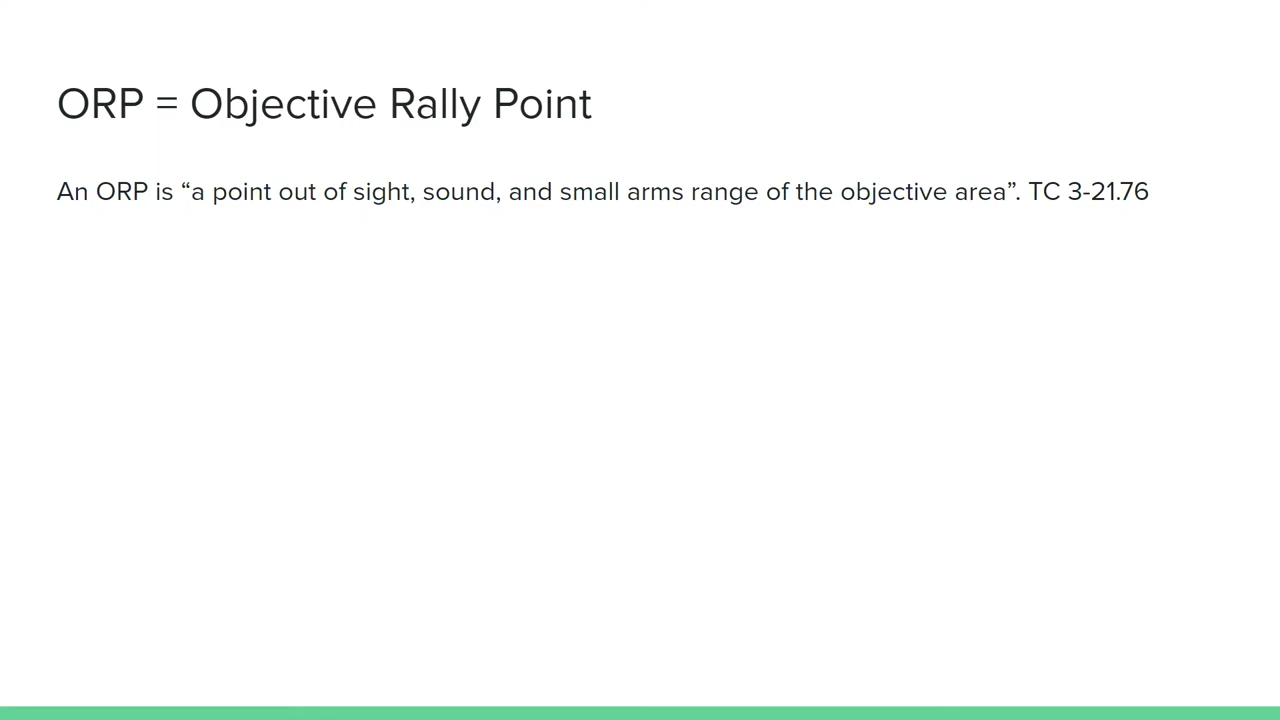 ORP = Objective Rally Point
An ORP is “a point out of sight, sound, and small arms range of the objective area”. TC 3-21.76